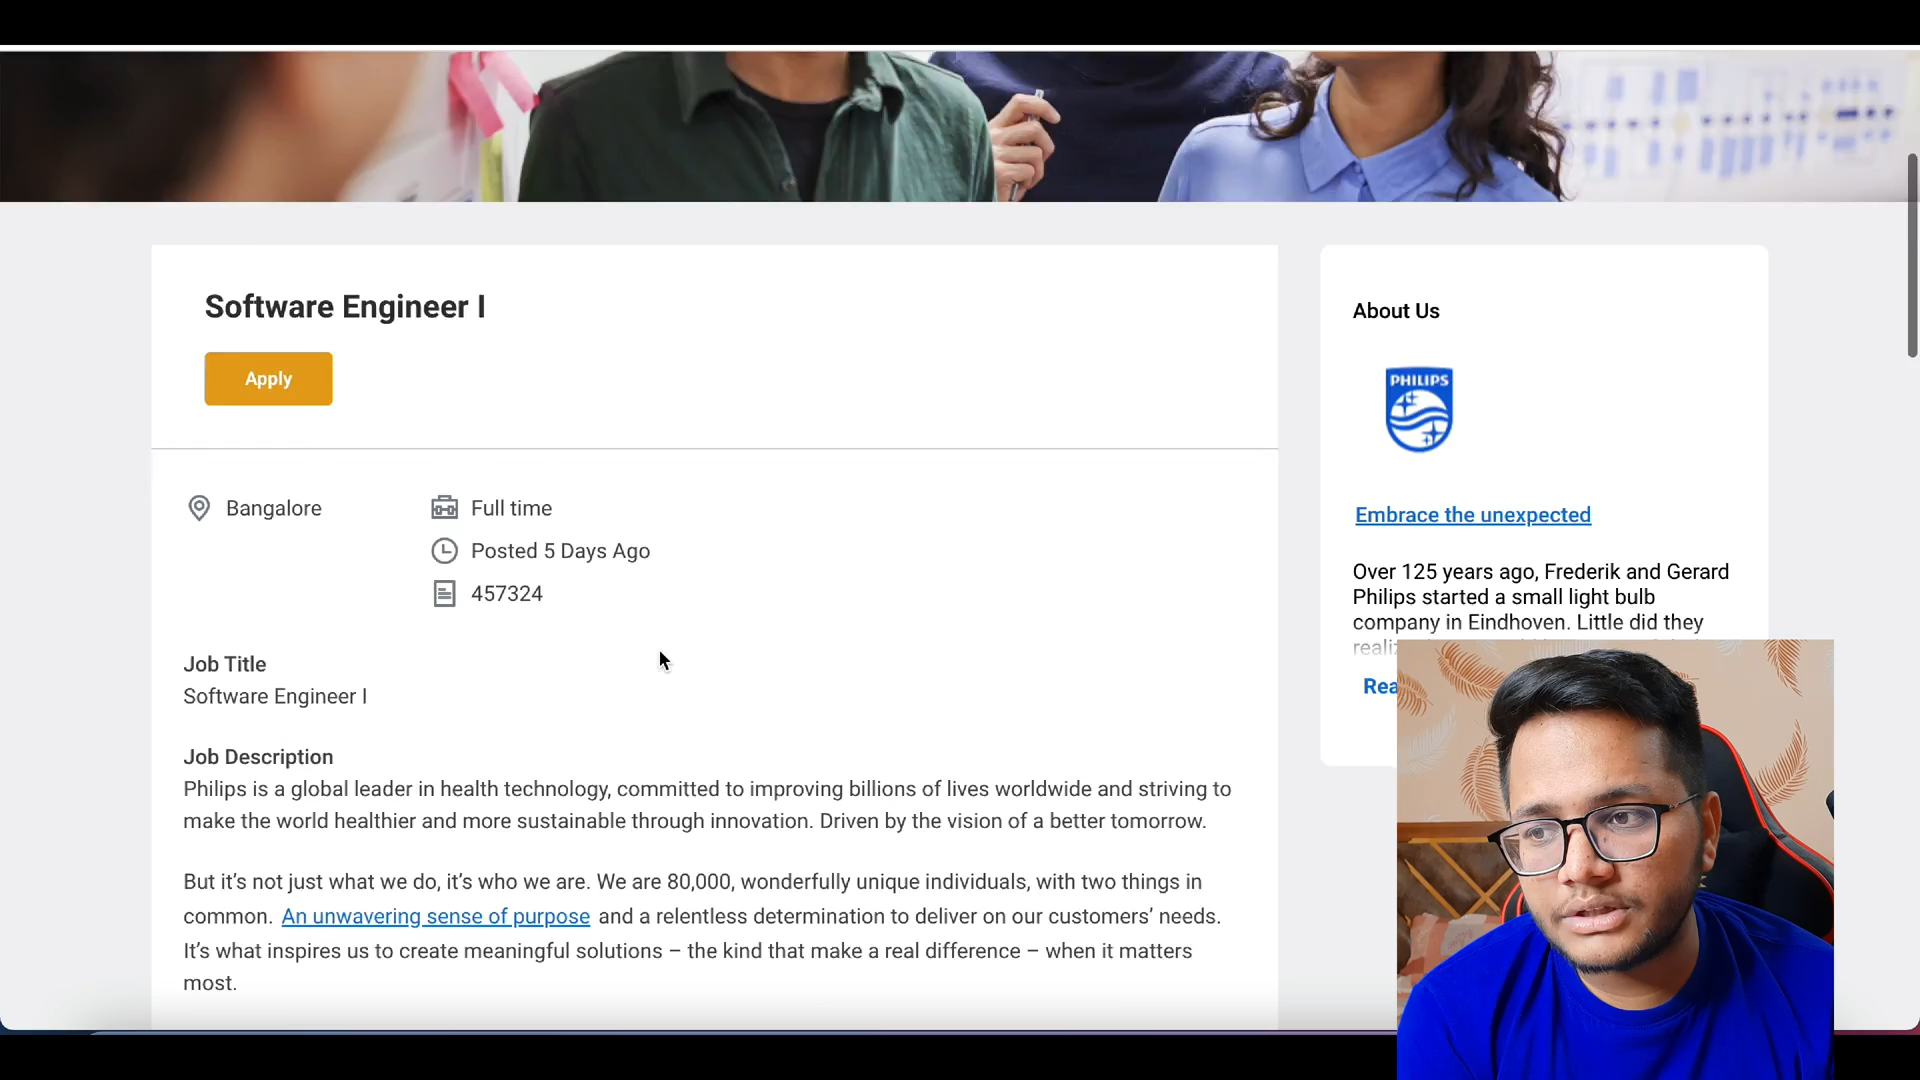 Software Engineer I
Apply
Bangalore
Full time
Posted 5 Days Ago
457324
Job Title
Software Engineer I
Job Description
Philips is a global leader in health technology, committed to improving billions of lives worldwide and striving to
make the world healthier and more sustainable through innovation. Driven by the vision of a better tomorrow.
But it’s not just what we do, it’s who we are. We are 80,000, wonderfully unique individuals, with two things in
common. An unwavering sense of purpose and a relentless determination to deliver on our customers’ needs.
It’s what inspires us to create meaningful solutions – the kind that make a real difference – when it matters
most.
About Us
PHILIPS
Embrace the unexpected
Over 125 years ago, Frederik and Gerard
Philips started a small light bulb
company in Eindhoven. Little did they